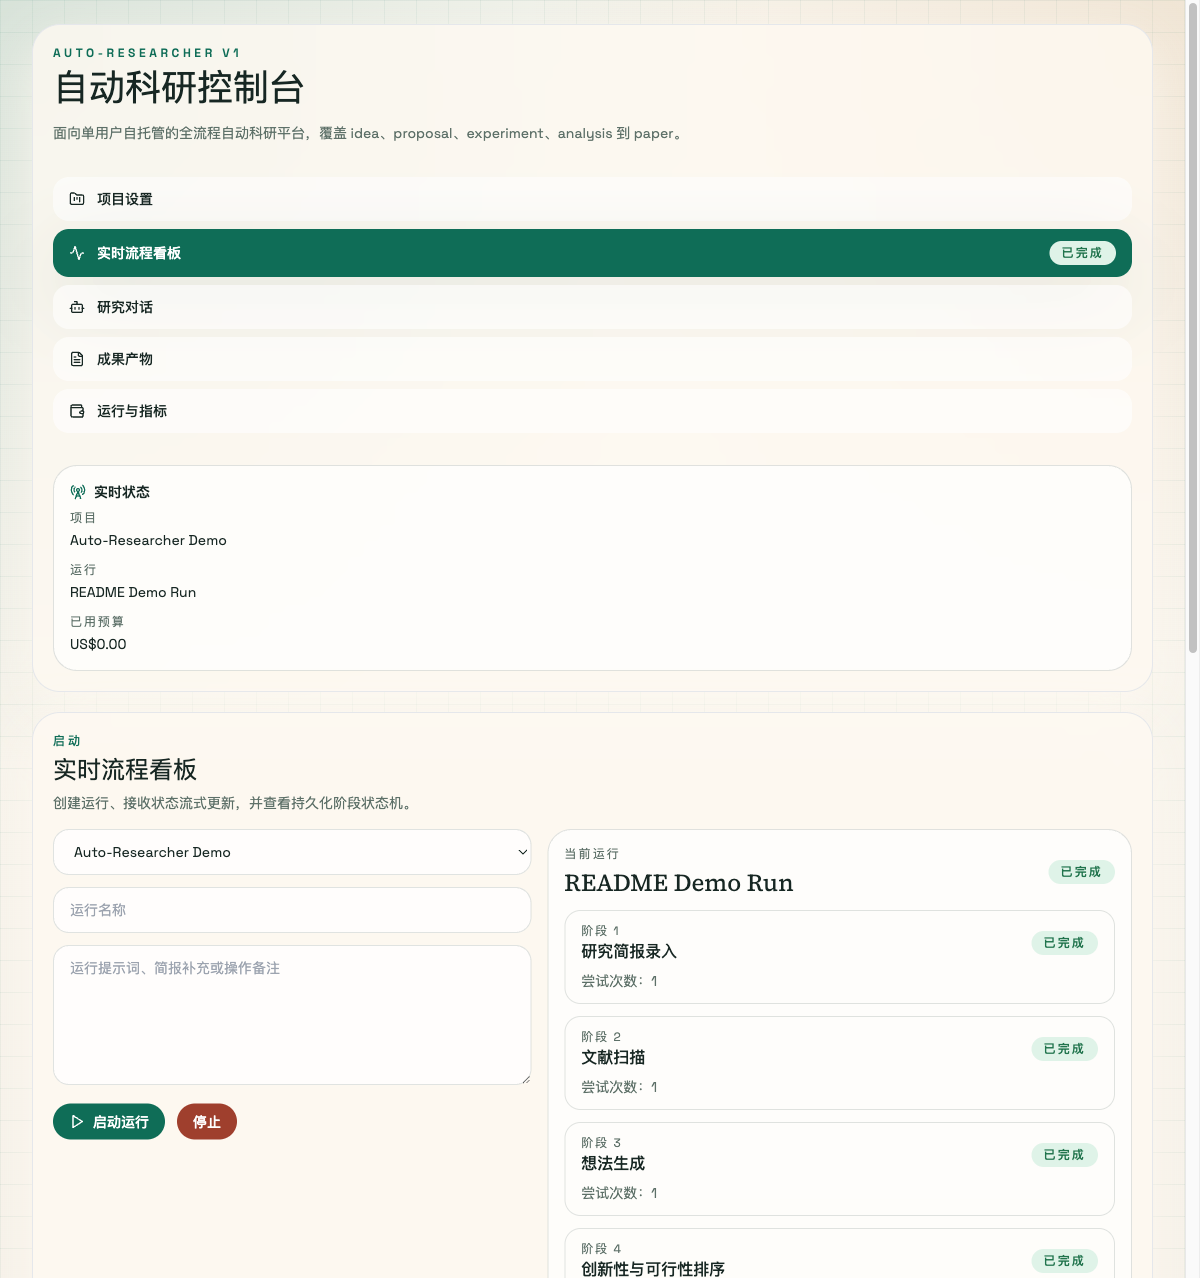 AUTO-RESEARCHER V1
自动科研控制台
面向单用户自托管的全流程自动科研平台，覆盖 idea、proposal、experiment、analysis 到 paper。
项目设置
实时流程看板
已完成
研究对话
成果产物
运行与指标
实时状态
项目
Auto-Researcher Demo
运行
README Demo Run
已用预算
US$0.00
启动
实时流程看板
创建运行、接收状态流式更新，并查看持久化阶段状态机。
Auto-Researcher Demo
运行名称
运行提示词、简报补充或操作备注
启动运行
停止
当前运行
README Demo Run
已完成
阶段 1
研究简报录入
尝试次数：1
已完成
阶段 2
文献扫描
尝试次数：1
已完成
阶段 3
想法生成
尝试次数：1
已完成
阶段 4
创新性与可行性排序
已完成